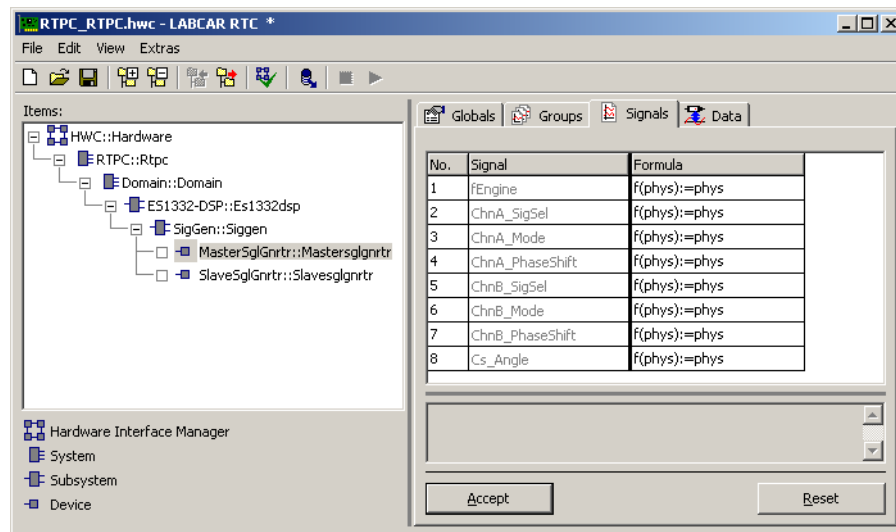 RTPC_RTPC.hwc - LABCAR RTC *
File Edit View Extras
Items:
HWC::Hardware
RTPC::Rtpc
Domain::Domain
ES1332-DSP::Es1332dsp
SigGen::Siggen
MasterSglGnrtr::Mastersglgnrtr
SlaveSglGnrtr::Slavesglgnrtr
Hardware Interface Manager
System
Subsystem
Device
Globals Groups Signals Data
No. Signal Formula
1 fEngine f(phys):=phys
2 ChnA_SigSel f(phys):=phys
3 ChnA_Mode f(phys):=phys
4 ChnA_PhaseShift f(phys):=phys
5 ChnB_SigSel f(phys):=phys
6 ChnB_Mode f(phys):=phys
7 ChnB_PhaseShift f(phys):=phys
8 Cs_Angle f(phys):=phys
Accept Reset